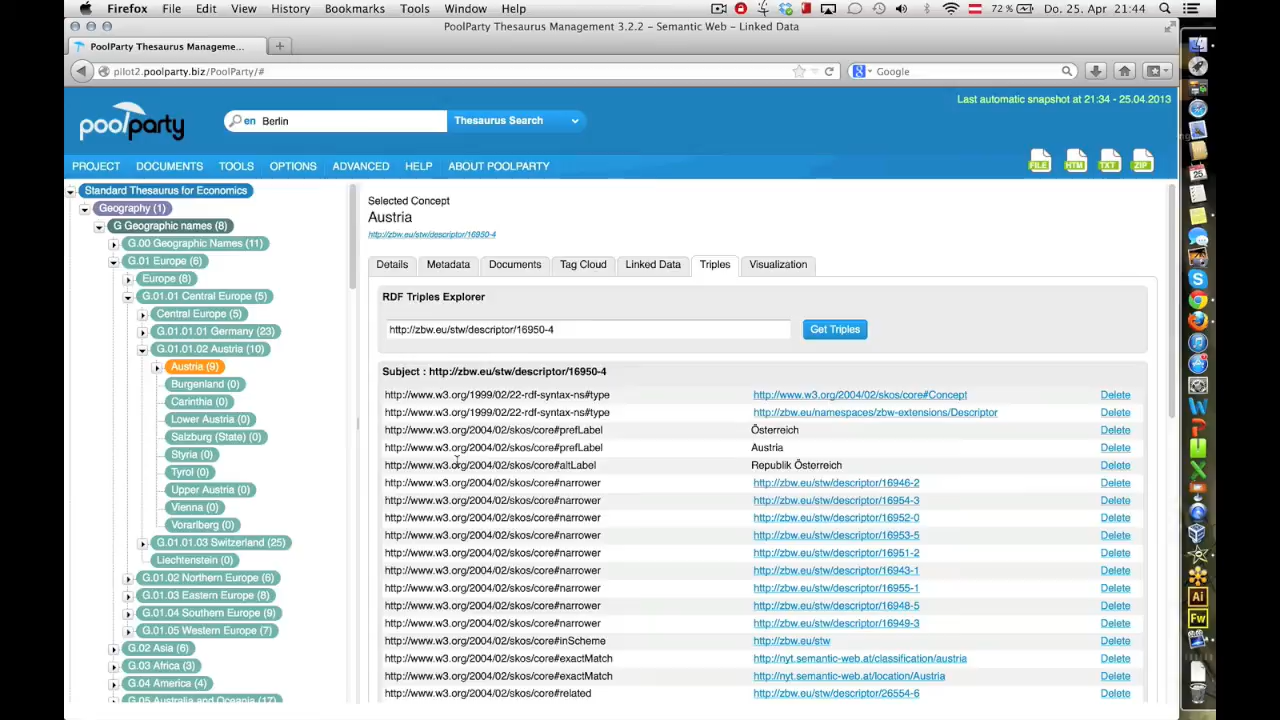 Firefox File Edit View History Bookmarks Tools Window Help 72 % Do. 25. Apr 21:44
PoolParty Thesaurus Management 3.2.2 - Semantic Web - Linked Data
PoolParty Thesaurus Manageme...
pilot2.poolparty.biz/PoolParty/# Google
Last automatic snapshot at 21:34 - 25.04.2013
poolparty en Berlin Thesaurus Search
PROJECT DOCUMENTS TOOLS OPTIONS ADVANCED HELP ABOUT POOLPARTY FILE HTM TXT ZIP
Standard Thesaurus for Economics
Geography (1)
G Geographic names (8)
G.00 Geographic Names (11)
G.01 Europe (6)
Europe (8)
G.01.01 Central Europe (5)
Central Europe (5)
G.01.01.01 Germany (23)
G.01.01.02 Austria (10)
Austria (9)
Burgenland (0)
Carinthia (0)
Lower Austria (0)
Salzburg (State) (0)
Styria (0)
Tyrol (0)
Upper Austria (0)
Vienna (0)
Vorarlberg (0)
G.01.01.03 Switzerland (25)
Liechtenstein (0)
G.01.02 Northern Europe (6)
G.01.03 Eastern Europe (8)
G.01.04 Southern Europe (9)
G.01.05 Western Europe (7)
G.02 Asia (6)
G.03 Africa (3)
G.04 America (4)
G.05 Australia and Oceania (17)
Selected Concept
Austria
http://zbw.eu/stw/descriptor/16950-4
Details Metadata Documents Tag Cloud Linked Data Triples Visualization
RDF Triples Explorer
http://zbw.eu/stw/descriptor/16950-4 Get Triples
Subject : http://zbw.eu/stw/descriptor/16950-4
http://www.w3.org/1999/02/22-rdf-syntax-ns#type http://www.w3.org/2004/02/skos/core#Concept Delete
http://www.w3.org/1999/02/22-rdf-syntax-ns#type http://zbw.eu/namespaces/zbw-extensions/Descriptor Delete
http://www.w3.org/2004/02/skos/core#prefLabel Österreich Delete
http://www.w3.org/2004/02/skos/core#prefLabel Austria Delete
http://www.w3.org/2004/02/skos/core#altLabel Republik Österreich Delete
http://www.w3.org/2004/02/skos/core#narrower http://zbw.eu/stw/descriptor/16946-2 Delete
http://www.w3.org/2004/02/skos/core#narrower http://zbw.eu/stw/descriptor/16954-3 Delete
http://www.w3.org/2004/02/skos/core#narrower http://zbw.eu/stw/descriptor/16952-0 Delete
http://www.w3.org/2004/02/skos/core#narrower http://zbw.eu/stw/descriptor/16953-5 Delete
http://www.w3.org/2004/02/skos/core#narrower http://zbw.eu/stw/descriptor/16951-2 Delete
http://www.w3.org/2004/02/skos/core#narrower http://zbw.eu/stw/descriptor/16943-1 Delete
http://www.w3.org/2004/02/skos/core#narrower http://zbw.eu/stw/descriptor/16955-1 Delete
http://www.w3.org/2004/02/skos/core#narrower http://zbw.eu/stw/descriptor/16948-5 Delete
http://www.w3.org/2004/02/skos/core#narrower http://zbw.eu/stw/descriptor/16949-3 Delete
http://www.w3.org/2004/02/skos/core#inScheme http://zbw.eu/stw Delete
http://www.w3.org/2004/02/skos/core#exactMatch http://nyt.semantic-web.at/classification/austria Delete
http://www.w3.org/2004/02/skos/core#exactMatch http://nyt.semantic-web.at/location/Austria Delete
http://www.w3.org/2004/02/skos/core#related http://zbw.eu/stw/descriptor/26554-6 Delete
25
Ai
Fw